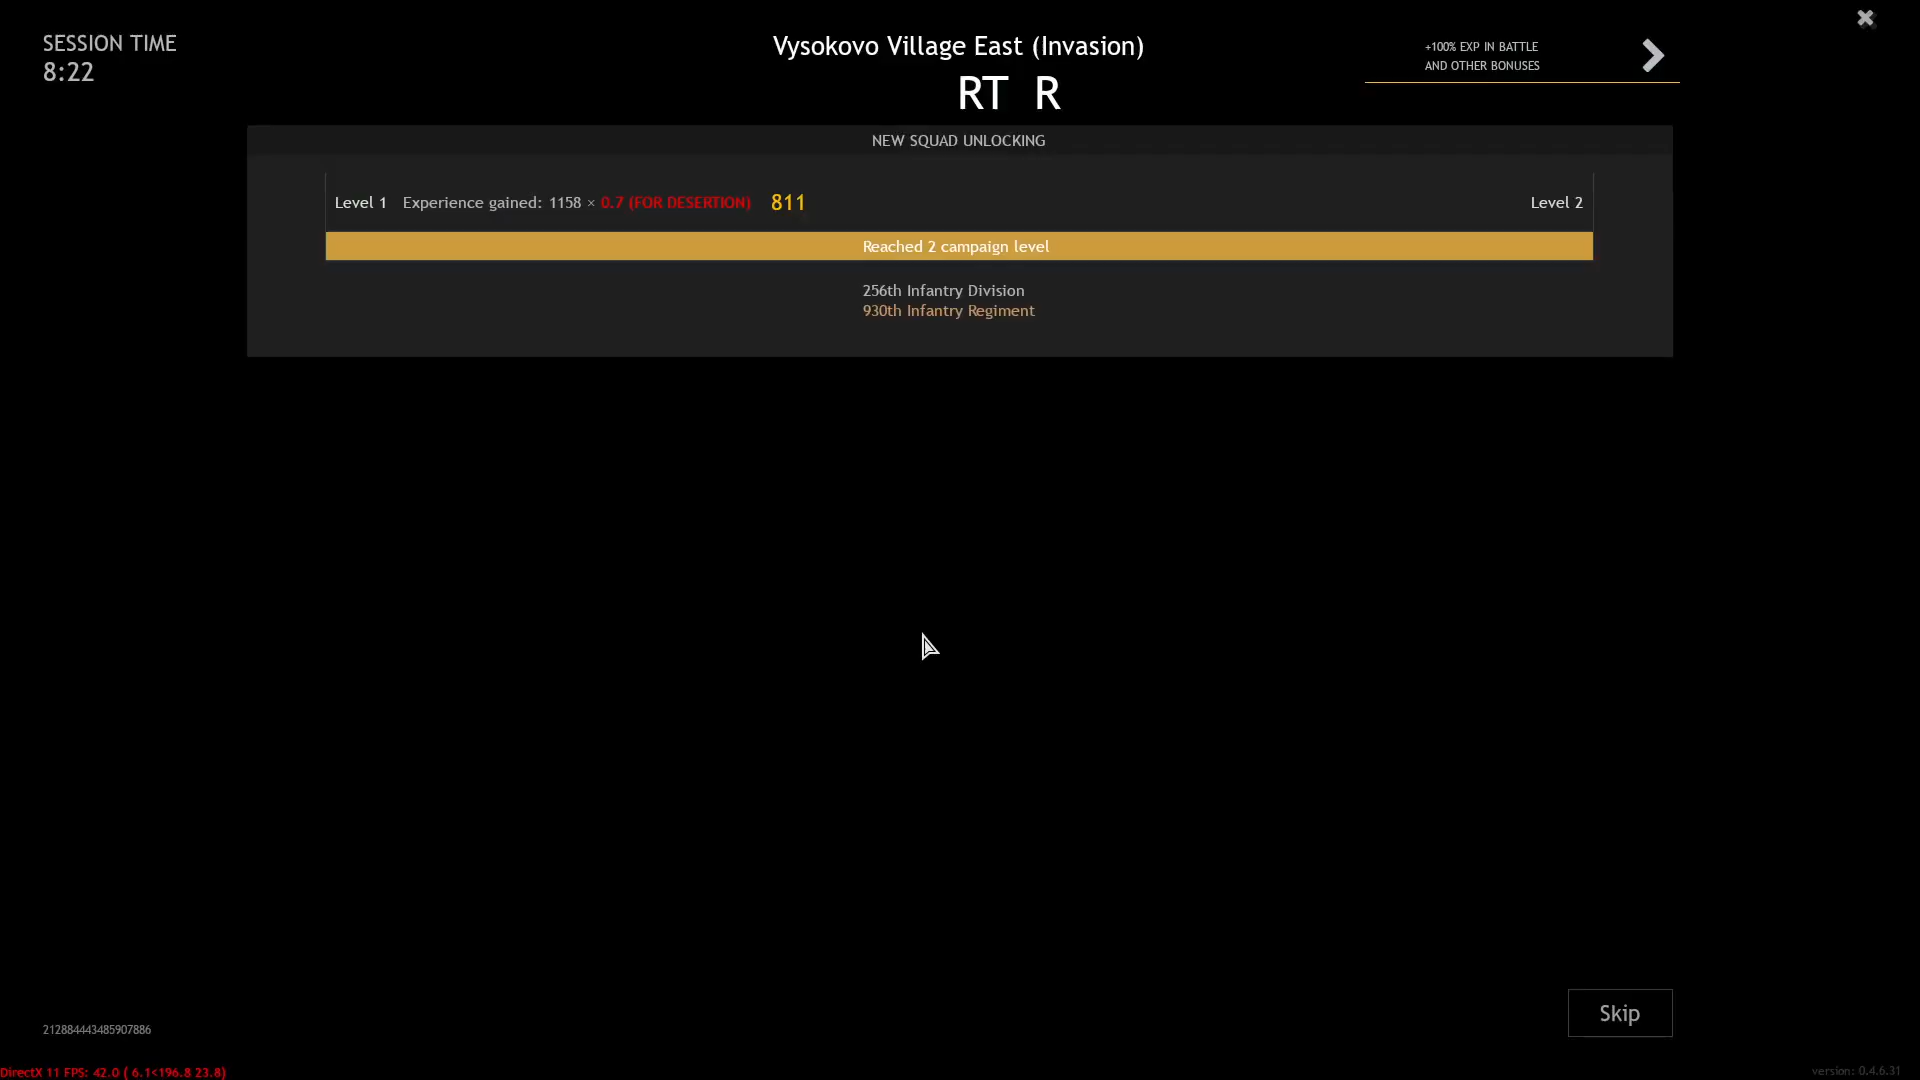 SESSION TIME
8:22
Vysokovo Village East (Invasion)
RT R
+100% EXP IN BATTLE
AND OTHER BONUSES
NEW SQUAD UNLOCKING
Level 1 Experience gained: 1158 × 0.7 (FOR DESERTION) 811
Level 2
Reached 2 campaign level
256th Infantry Division
930th Infantry Regiment
Skip
212884443485907886
DirectX 11 FPS: 42.0 ( 6.1<196.8 23.8)
version: 0.4.6.31